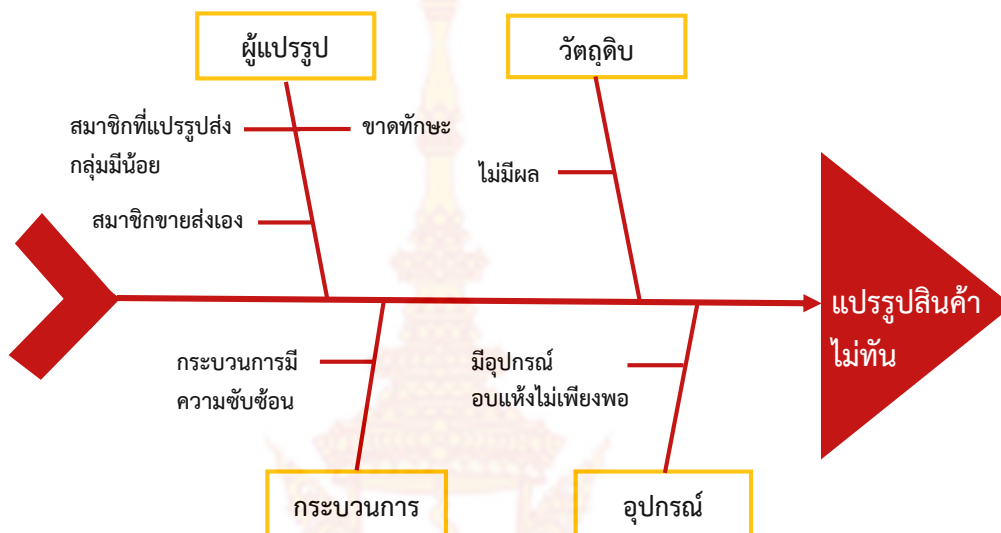 ผู้แปรรูป
วัตถุดิบ
สมาชิกที่แปรรูปส่ง
กลุ่มมีน้อย
ขาดทักษะ
ไม่มีผล
สมาชิกขายส่งเอง
แปรรูปสินค้า
ไม่ทัน
กระบวนการมี
ความซับซ้อน
มีอุปกรณ์
อบแห้งไม่เพียงพอ
กระบวนการ
อุปกรณ์